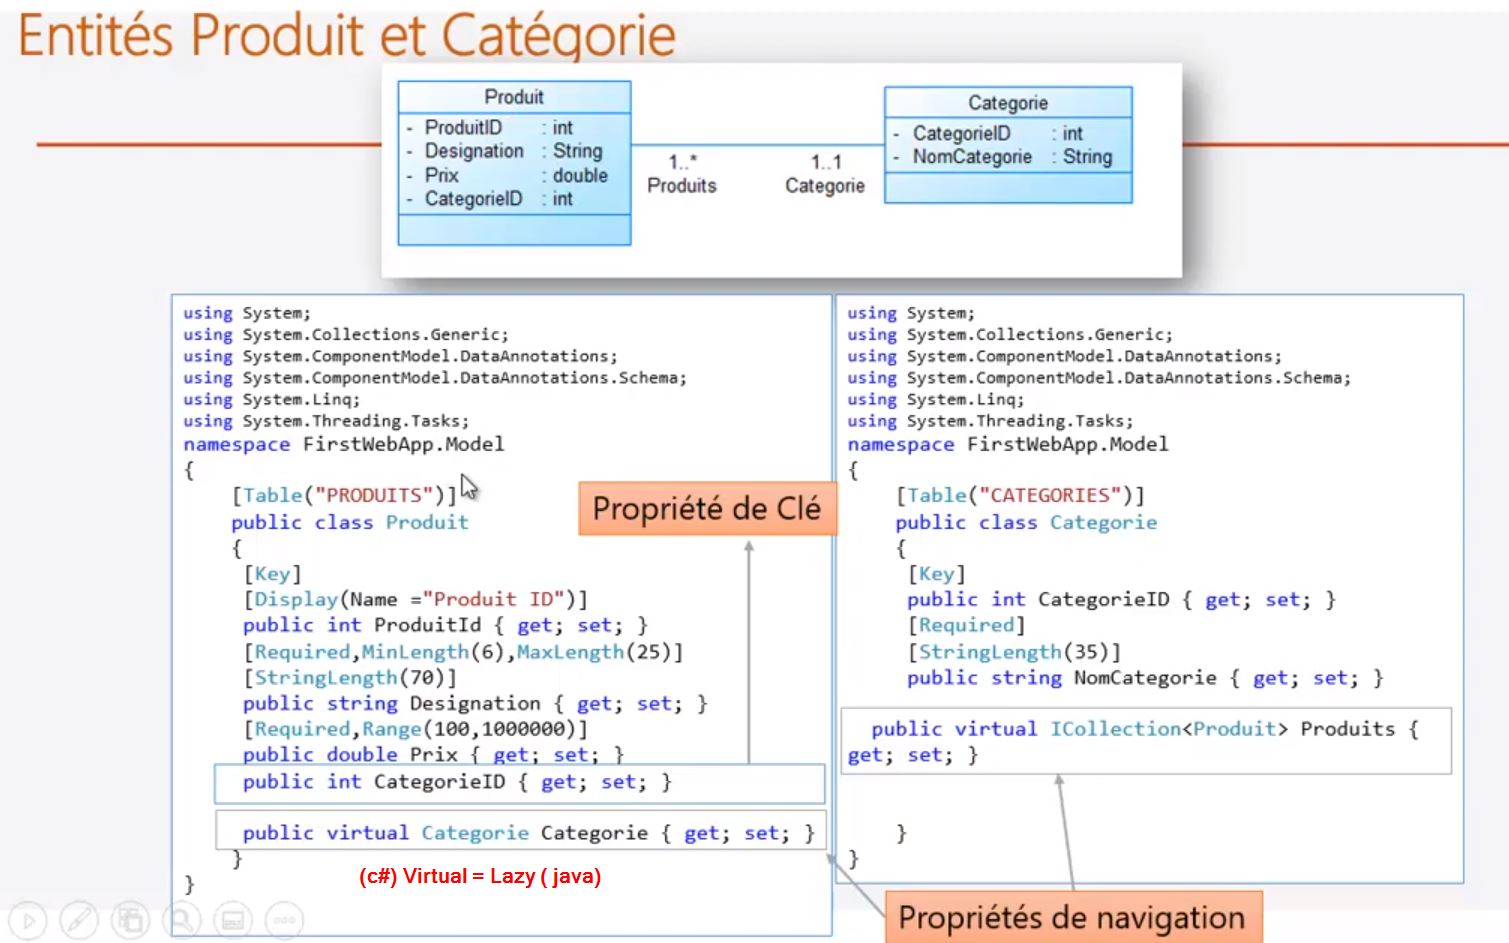 Entités Produit et Catégorie
Produit
- ProduitID : int
- Designation : String
- Prix : double
- CategorieID : int
1..*
Produits
1..1
Categorie
Categorie
- CategorieID : int
- NomCategorie : String
using System;
using System.Collections.Generic;
using System.ComponentModel.DataAnnotations;
using System.ComponentModel.DataAnnotations.Schema;
using System.Linq;
using System.Threading.Tasks;
namespace FirstWebApp.Model
{
[Table("PRODUITS")]
public class Produit
{
[Key]
[Display(Name ="Produit ID")]
public int ProduitId { get; set; }
[Required,MinLength(6),MaxLength(25)]
[StringLength(70)]
public string Designation { get; set; }
[Required,Range(100,1000000)]
public double Prix { get; set; }
public int CategorieID { get; set; }
public virtual Categorie Categorie { get; set; }
}
(c#) Virtual = Lazy ( java)
}
Propriété de Clé
using System;
using System.Collections.Generic;
using System.ComponentModel.DataAnnotations;
using System.ComponentModel.DataAnnotations.Schema;
using System.Linq;
using System.Threading.Tasks;
namespace FirstWebApp.Model
{
[Table("CATEGORIES")]
public class Categorie
{
[Key]
public int CategorieID { get; set; }
[Required]
[StringLength(35)]
public string NomCategorie { get; set; }
public virtual ICollection<Produit> Produits {
get; set; }
}
}
Propriétés de navigation